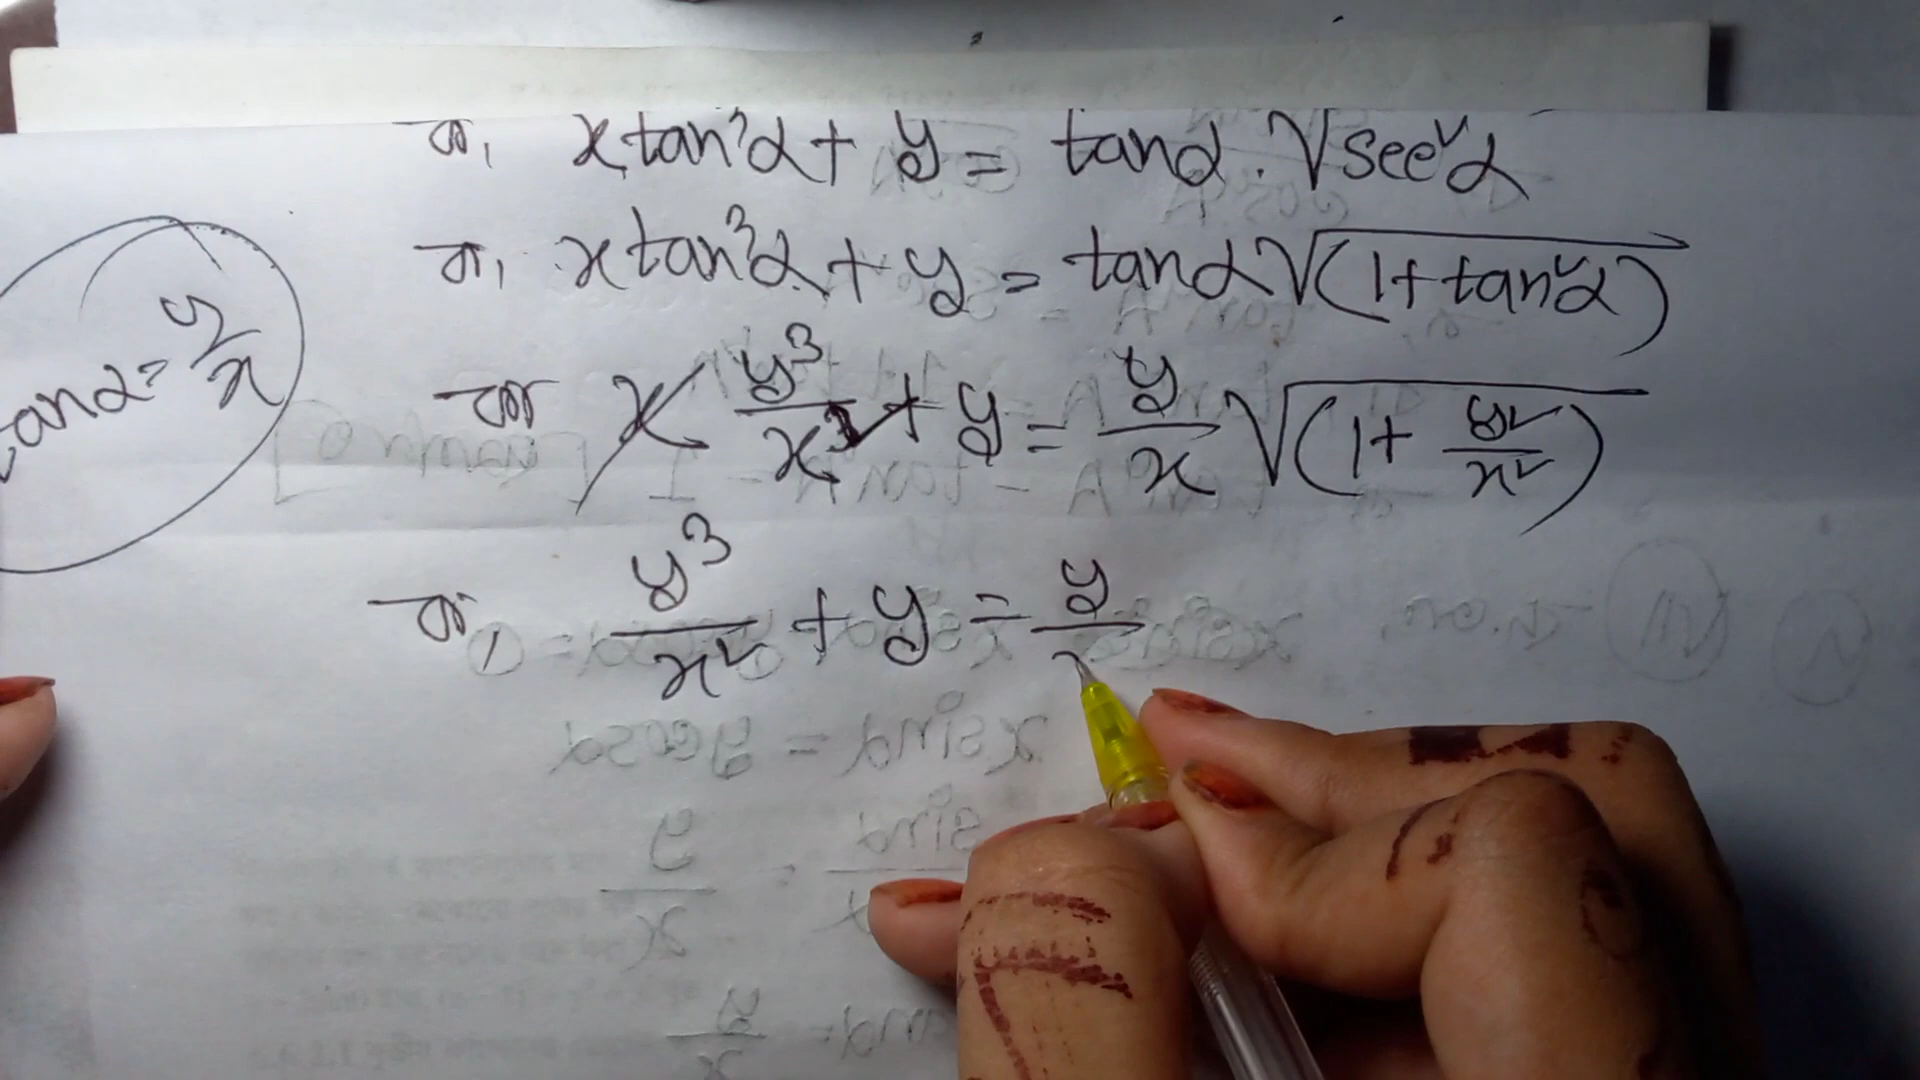 বা, x tan³α + y = tanα . √sec²α
বা, x tan³α + y = tanα √(1 + tan²α)
tanα = y/x
বা x y³/x³ + y = y/x √(1 + y²/x²)
বা, y³/x² + y = y/x